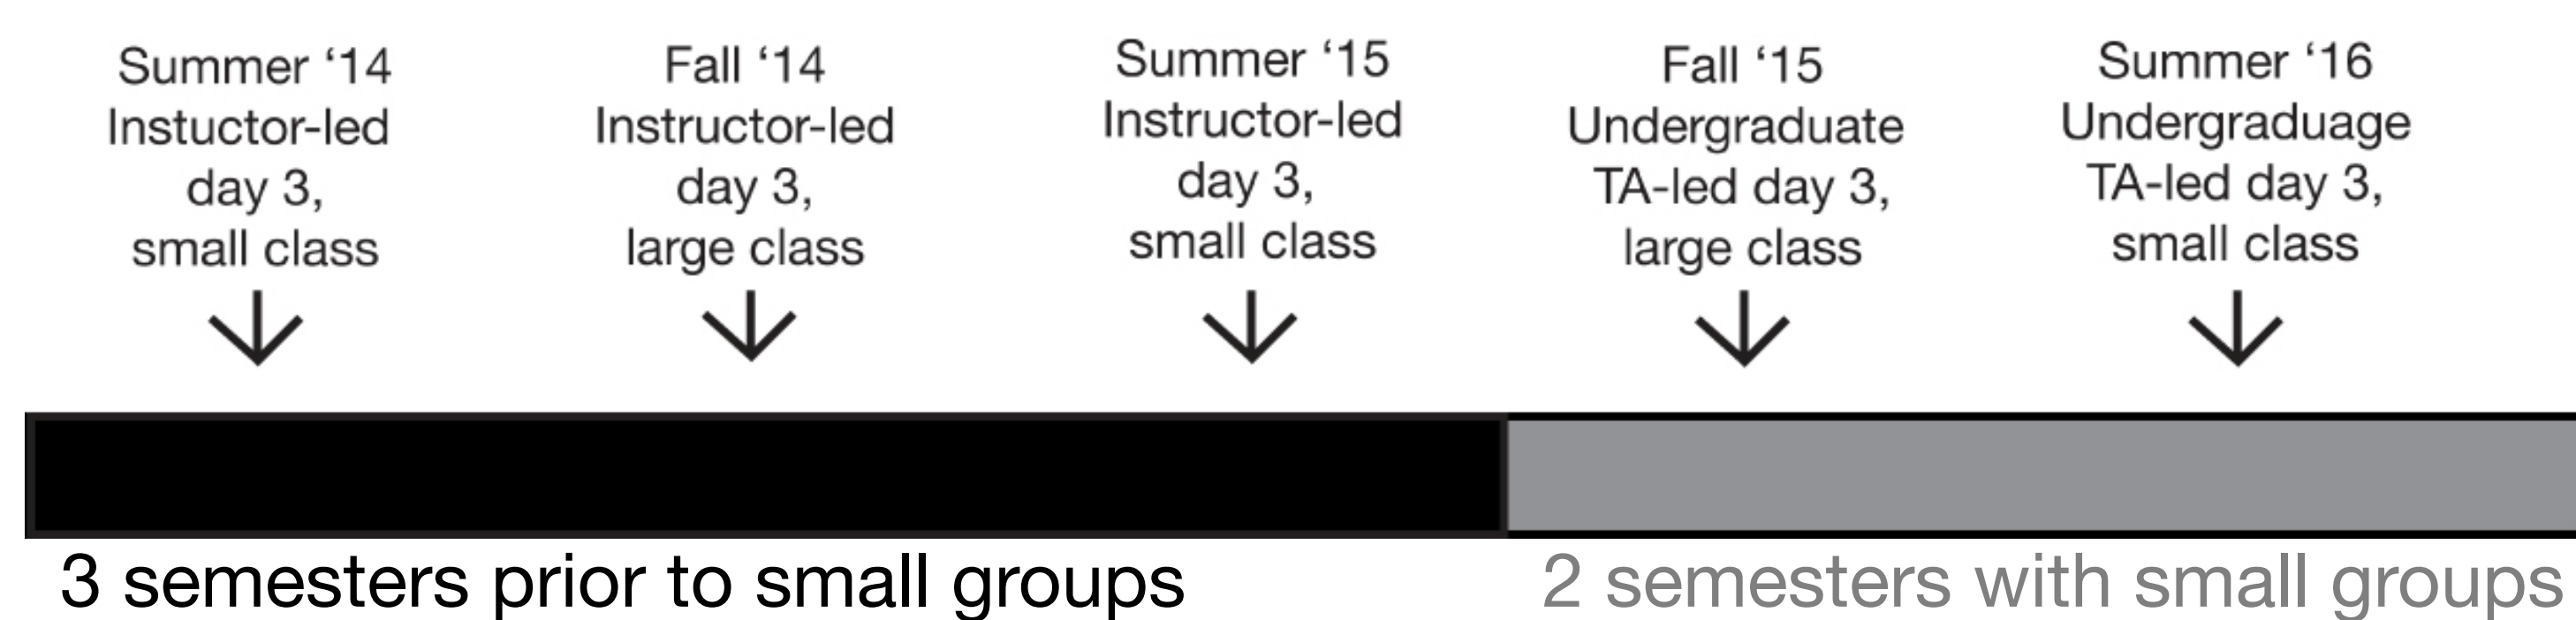 Summer ‘14
Instuctor-led
day 3,
small class
Fall ‘14
Instructor-led
day 3,
large class
Summer ‘15
Instructor-led
day 3,
small class
Fall ‘15
Undergraduate
TA-led day 3,
large class
Summer ‘16
Undergraduage
TA-led day 3,
small class
3 semesters prior to small groups
2 semesters with small groups